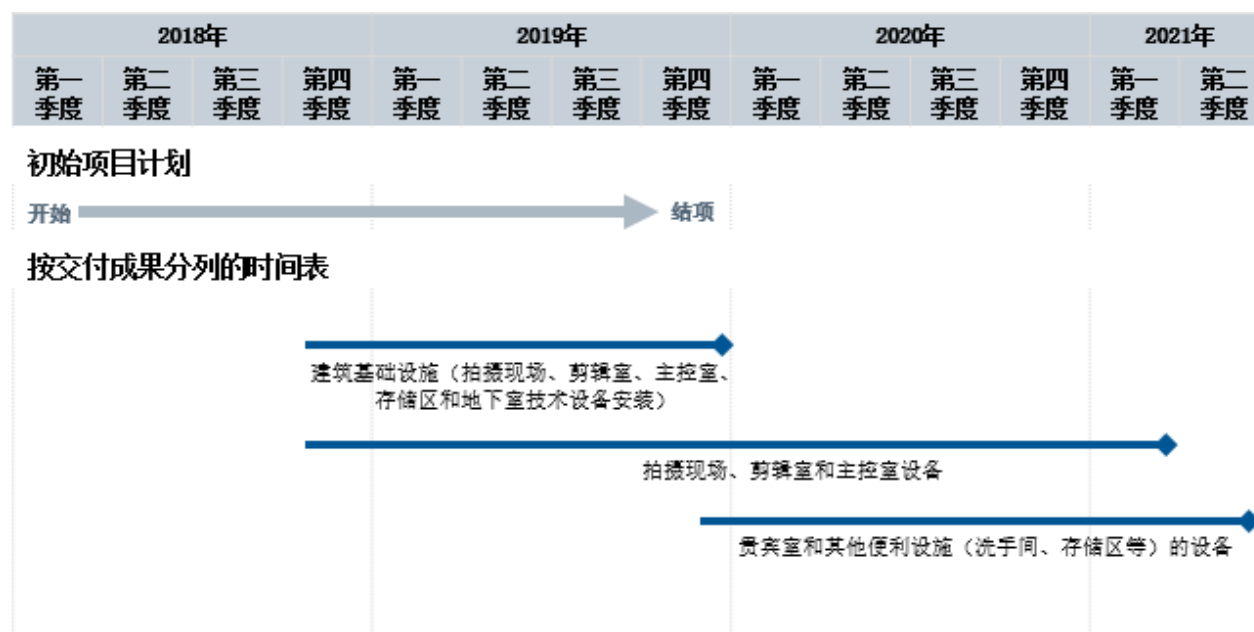 2018年 2019年 2020年 2021年
第一 第二 第三 第四 第一 第二 第三 第四 第一 第二 第三 第四 第一 第二
季度 季度 季度 季度 季度 季度 季度 季度 季度 季度 季度 季度 季度 季度
初始项目计划
开始 结项
按交付成果分列的时间表
建筑基础设施（拍摄现场、剪辑室、主控室、
存储区和地下室技术设备安装）
拍摄现场、剪辑室和主控室设备
贵宾室和其他便利设施（洗手间、存储区等）的设备